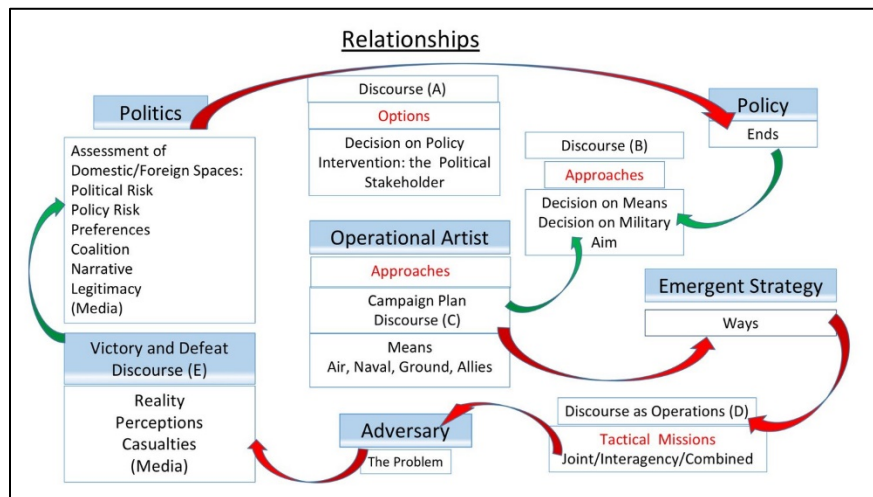 Relationships
Politics
Assessment of
Domestic/Foreign Spaces:
Political Risk
Policy Risk
Preferences
Coalition
Narrative
Legitimacy
(Media)
Discourse (A)
Options
Decision on Policy
Intervention: the Political
Stakeholder
Policy
Ends
Discourse (B)
Approaches
Decision on Means
Decision on Military
Aim
Operational Artist
Approaches
Campaign Plan
Discourse (C)
Means
Air, Naval, Ground, Allies
Emergent Strategy
Ways
Discourse as Operations (D)
Tactical Missions
Joint/Interagency/Combined
Adversary
The Problem
Victory and Defeat
Discourse (E)
Reality
Perceptions
Casualties
(Media)